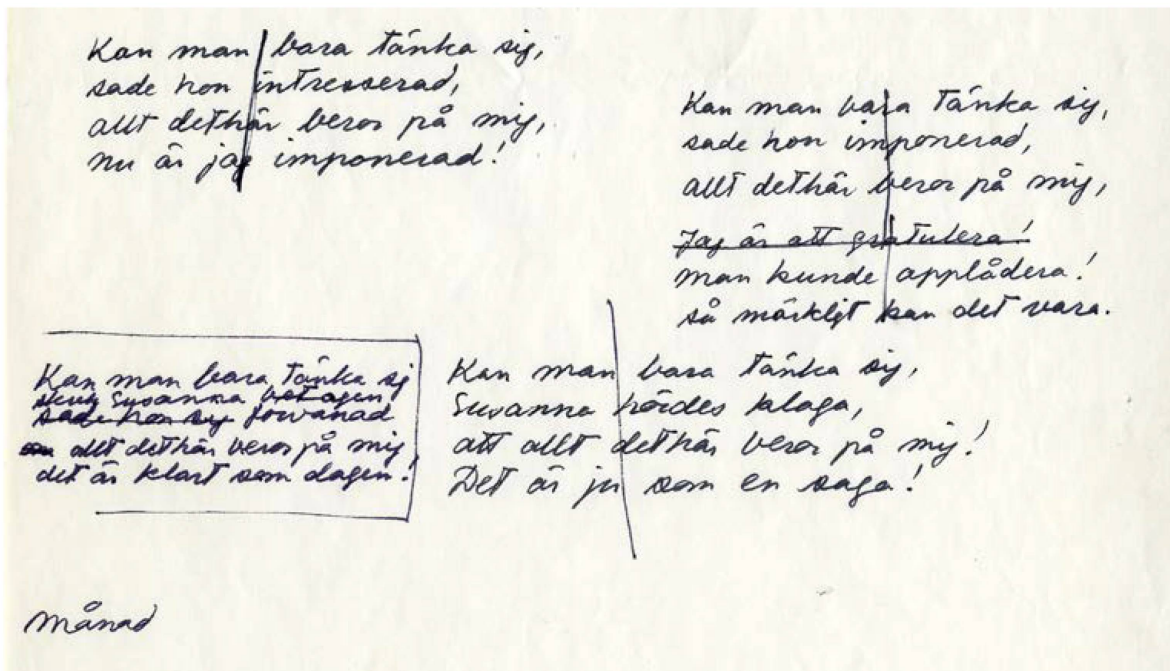 Kan man bara tänka sig,
sade hon intresserad,
allt dethär beror på mig,
nu är jag imponerad!
Kan man bara tänka sig,
sade hon imponerad,
allt dethär beror på mig,
Jag är att gratulera!
man kunde applådera!
så märkligt kan det vara.
Kan man bara tänka sig
Susanna betagen
sade hon förvånad
allt dethär beror på mig
det är klart som dagen!
Kan man bara tänka sig,
Susanna hördes klaga,
att allt dethär beror på mig!
Det är ju som en saga!
månad